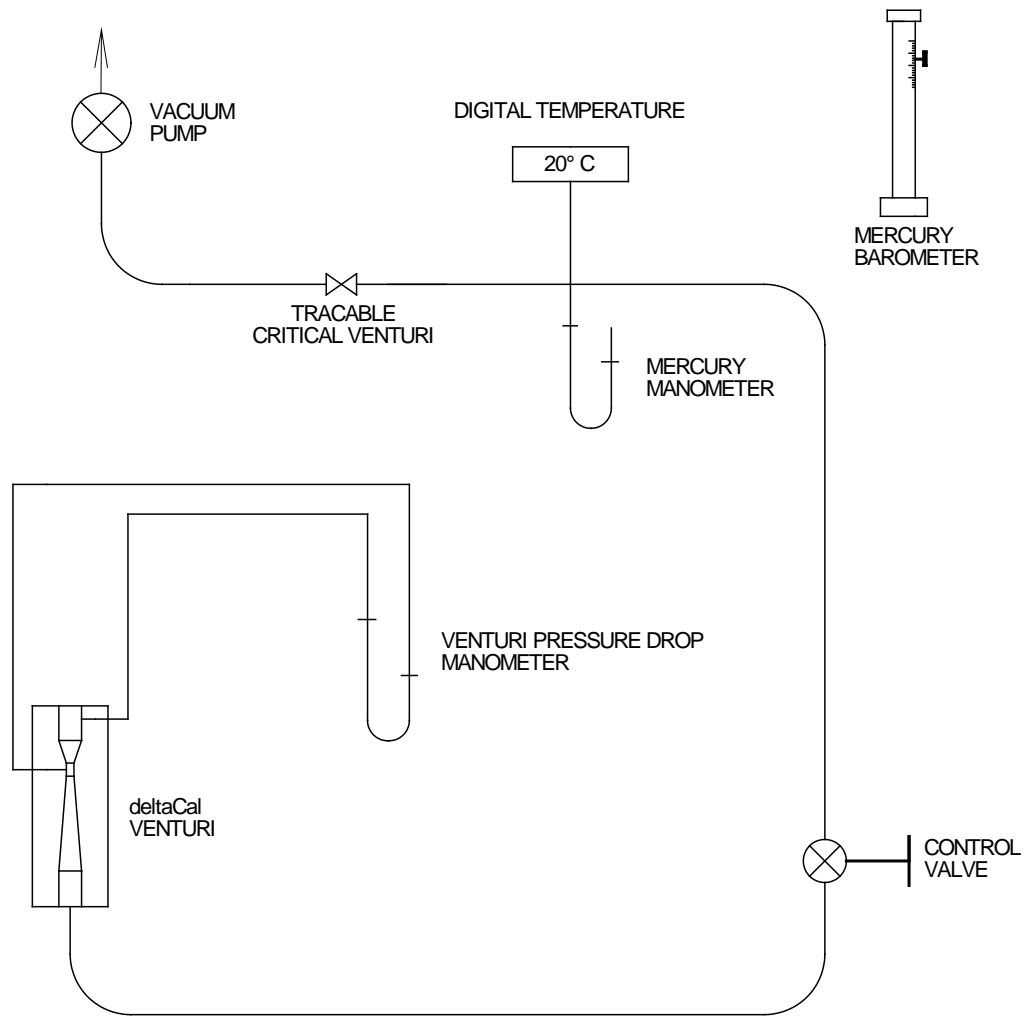 VACUUM
PUMP
DIGITAL TEMPERATURE
20° C
MERCURY
BAROMETER
TRACABLE
CRITICAL VENTURI
MERCURY
MANOMETER
VENTURI PRESSURE DROP
MANOMETER
deltaCal
VENTURI
CONTROL
VALVE